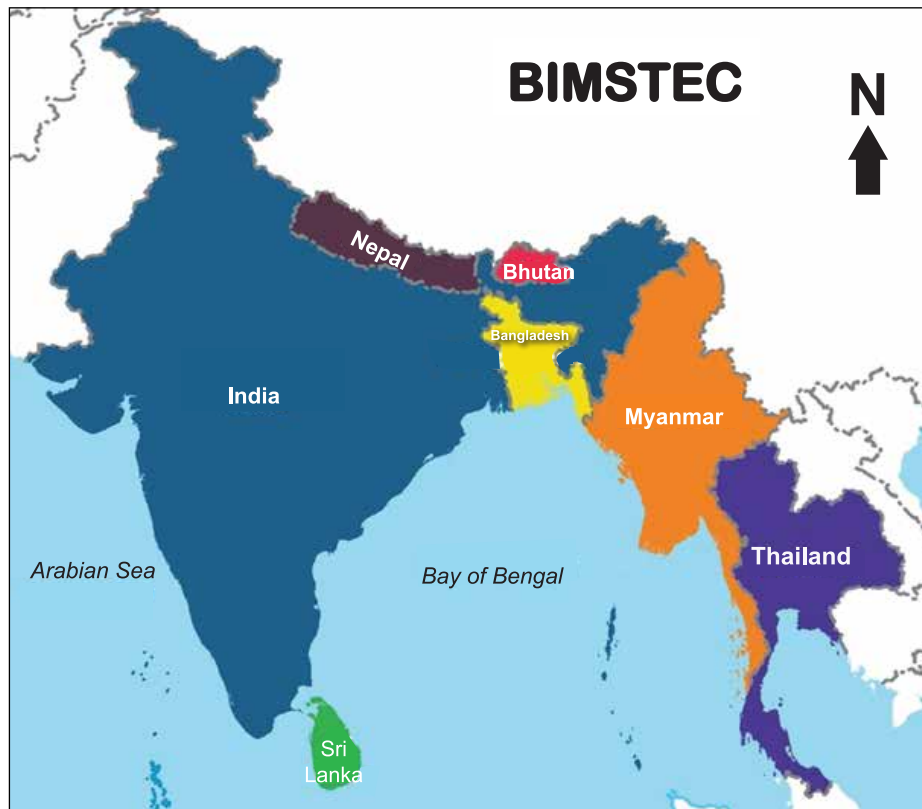 BIMSTEC
N
Nepal
Bhutan
Bangladesh
India
Myanmar
Thailand
Arabian Sea
Bay of Bengal
Sri
Lanka